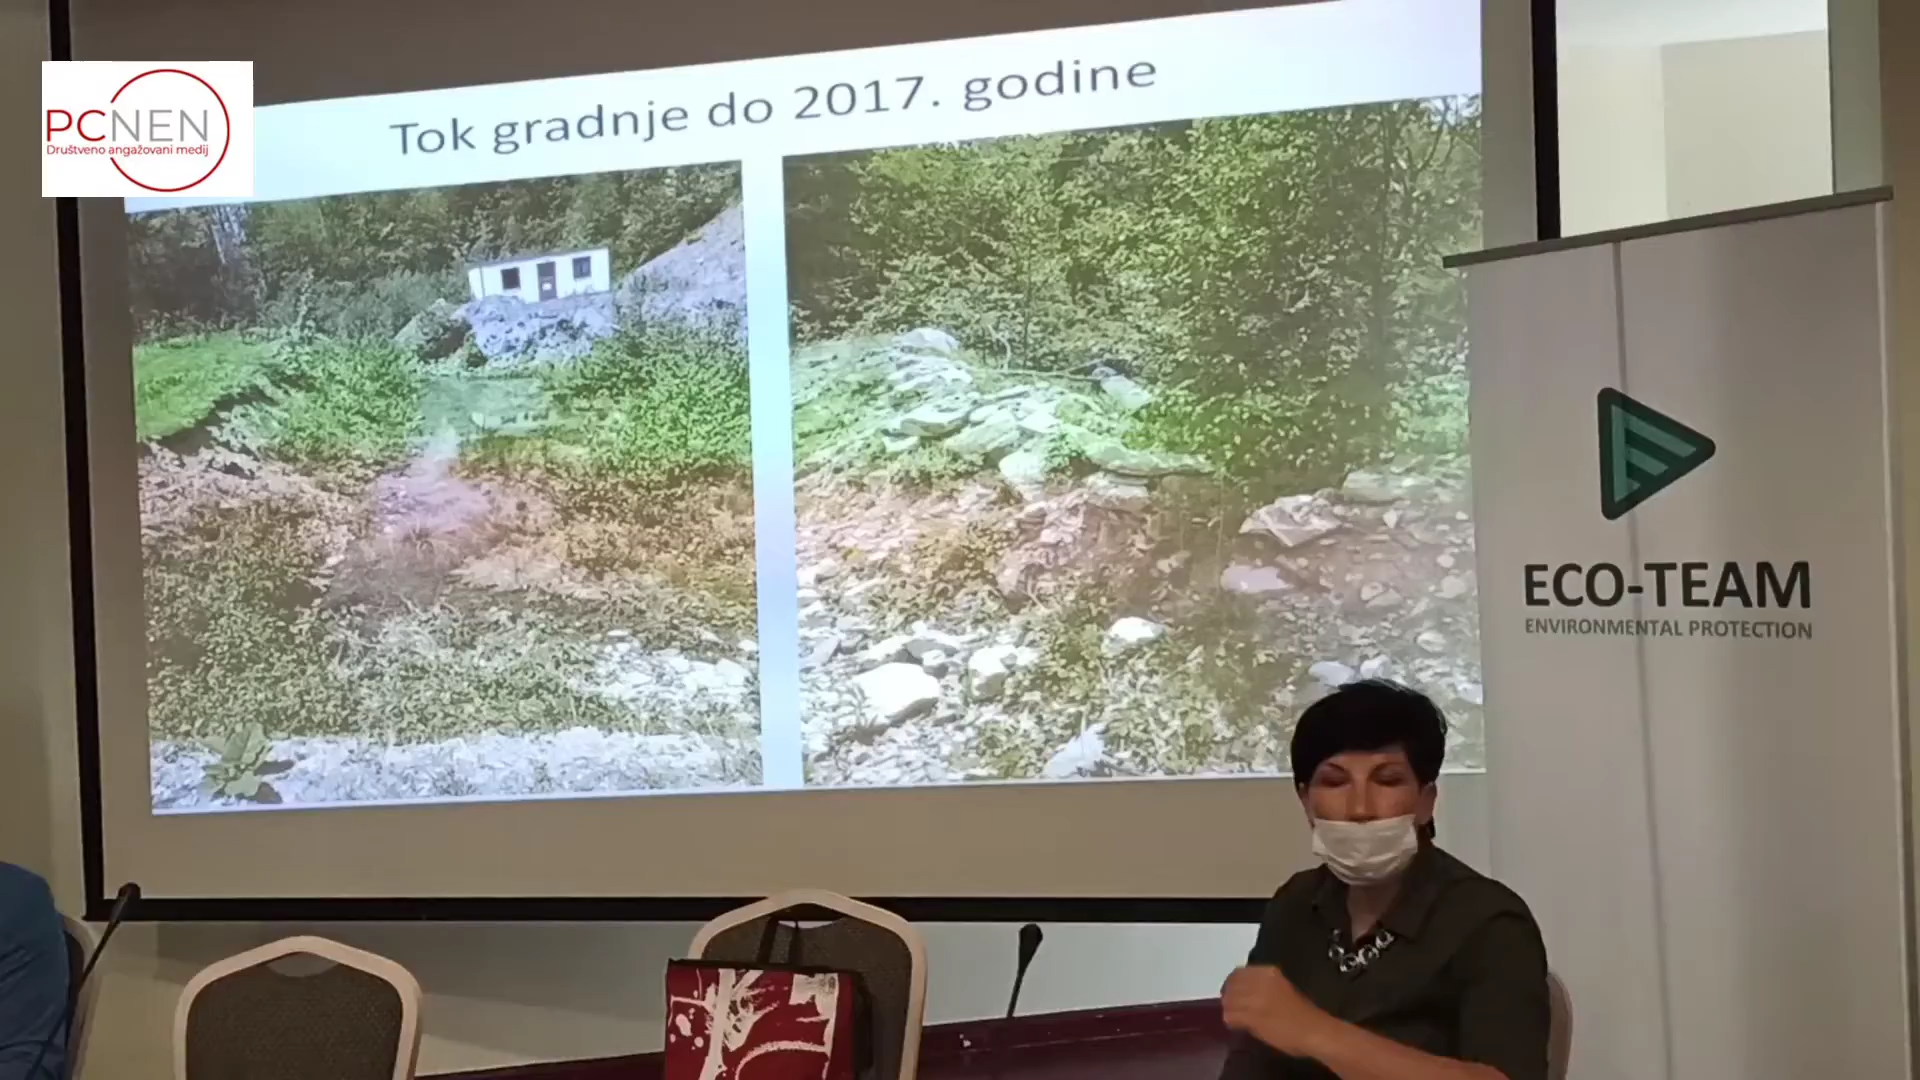 PCNEN
Društveno angažovani medij
Tok gradnje do 2017. godine
ECO-TEAM
ENVIRONMENTAL PROTECTION